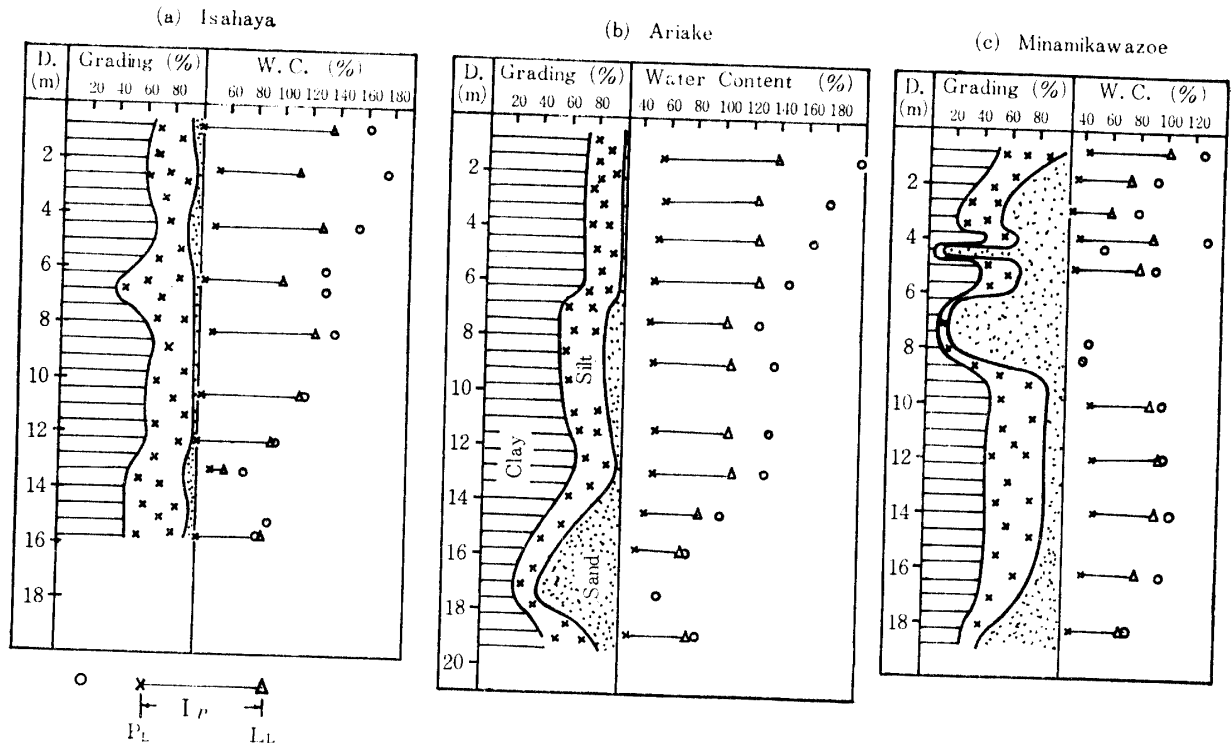 (a) Isahaya
D. (m)
Grading (%)
W. C. (%)
20 40 60 80
60 100 120 140 160 180
2
4
6
8
10
12
14
16
18
P_L
I_P
L_L
(b) Ariake
D. (m)
Grading (%)
Water Content (%)
20 40 60 80
40 60 80 100 120 140 160 180
2
4
6
8
10
12
14
16
18
20
Clay
Silt
Sand
(c) Minamikawazoe
D. (m)
Grading (%)
W. C. (%)
20 40 60 80
40 80 100 120
2
4
6
8
10
12
14
16
18